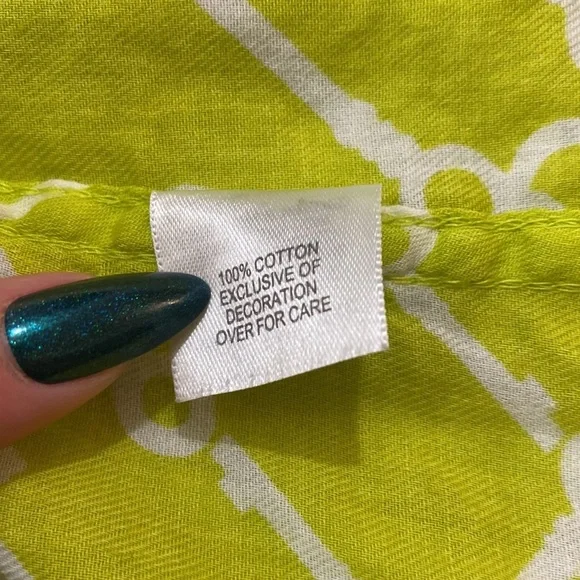 100% COTTON
EXCLUSIVE OF
DECORATION
OVER FOR CARE